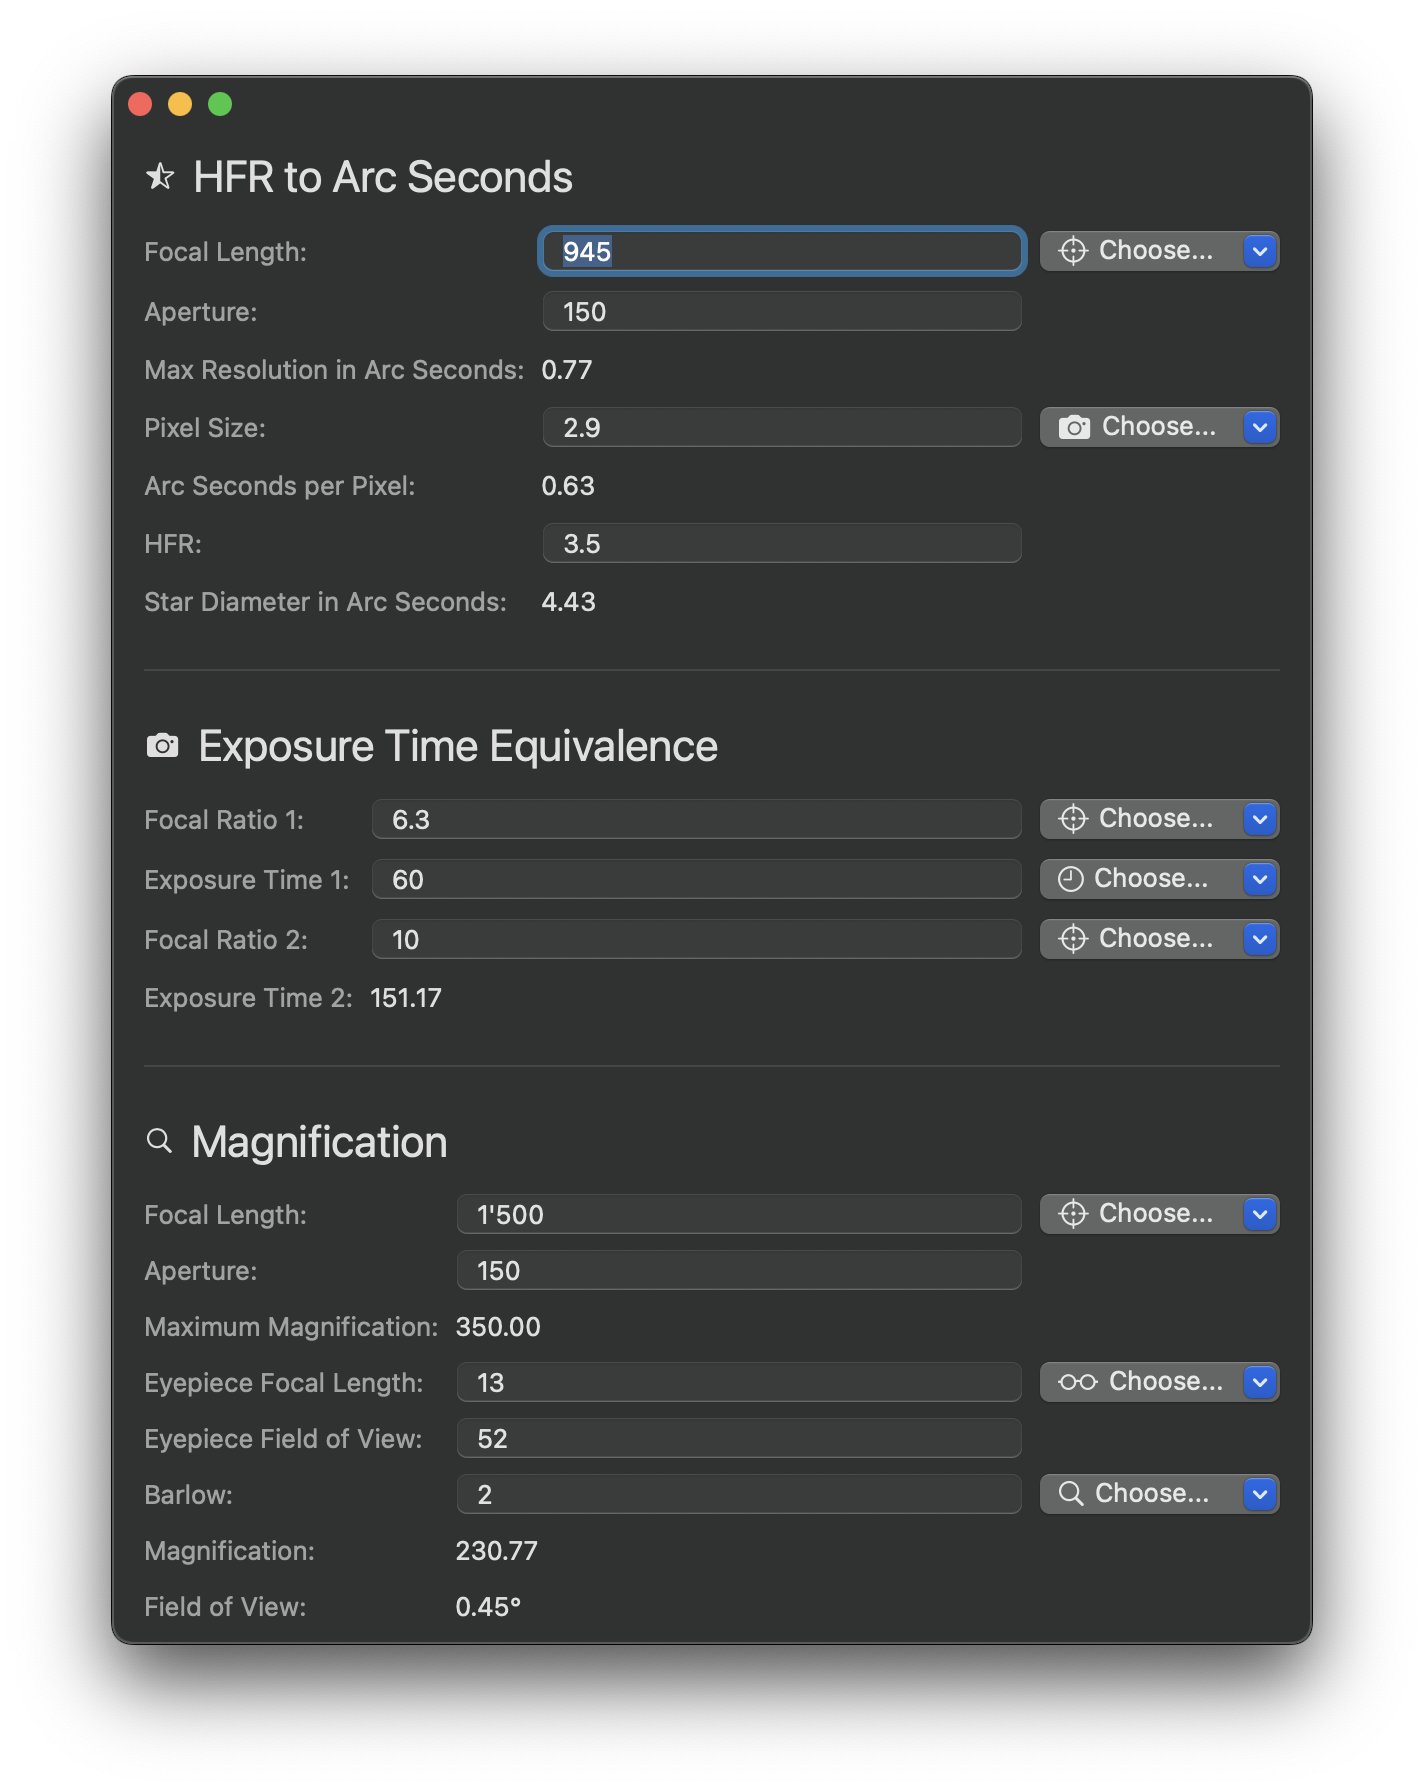 HFR to Arc Seconds
Focal Length: 945 Choose...
Aperture: 150
Max Resolution in Arc Seconds: 0.77
Pixel Size: 2.9 Choose...
Arc Seconds per Pixel: 0.63
HFR: 3.5
Star Diameter in Arc Seconds: 4.43
Exposure Time Equivalence
Focal Ratio 1: 6.3 Choose...
Exposure Time 1: 60 Choose...
Focal Ratio 2: 10 Choose...
Exposure Time 2: 151.17
Magnification
Focal Length: 1'500 Choose...
Aperture: 150
Maximum Magnification: 350.00
Eyepiece Focal Length: 13 Choose...
Eyepiece Field of View: 52
Barlow: 2 Choose...
Magnification: 230.77
Field of View: 0.45°